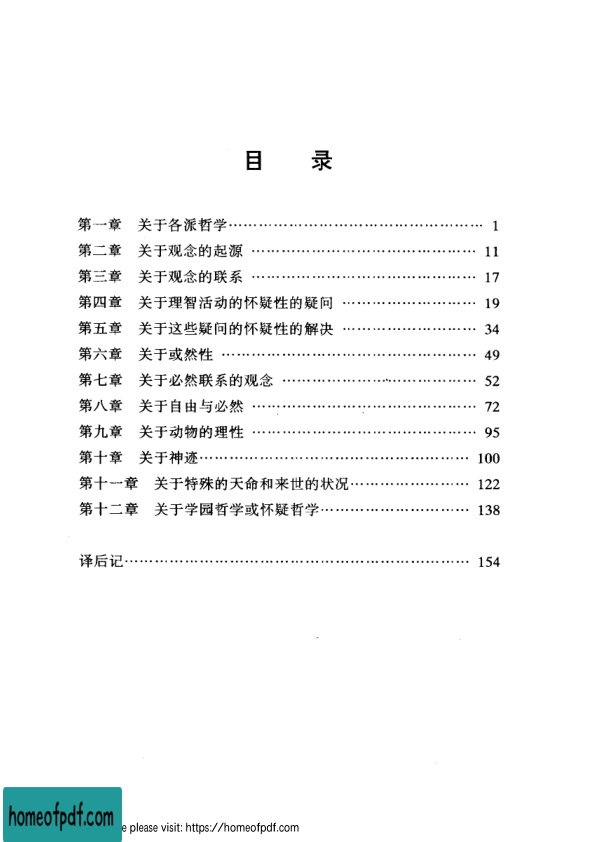 目 录
第一章 关于各派哲学…………………………………………… 1
第二章 关于观念的起源 ……………………………………… 11
第三章 关于观念的联系 ……………………………………… 17
第四章 关于理智活动的怀疑性的疑问 ……………………… 19
第五章 关于这些疑问的怀疑性的解决 ……………………… 34
第六章 关于或然性 …………………………………………… 49
第七章 关于必然联系的观念 ………………………………… 52
第八章 关于自由与必然 ……………………………………… 72
第九章 关于动物的理性 ……………………………………… 95
第十章 关于神迹……………………………………………… 100
第十一章 关于特殊的天命和来世的状况…………………… 122
第十二章 关于学园哲学或怀疑哲学………………………… 138
译后记…………………………………………………………… 154
homeofpdf.com
e please visit: https://homeofpdf.com